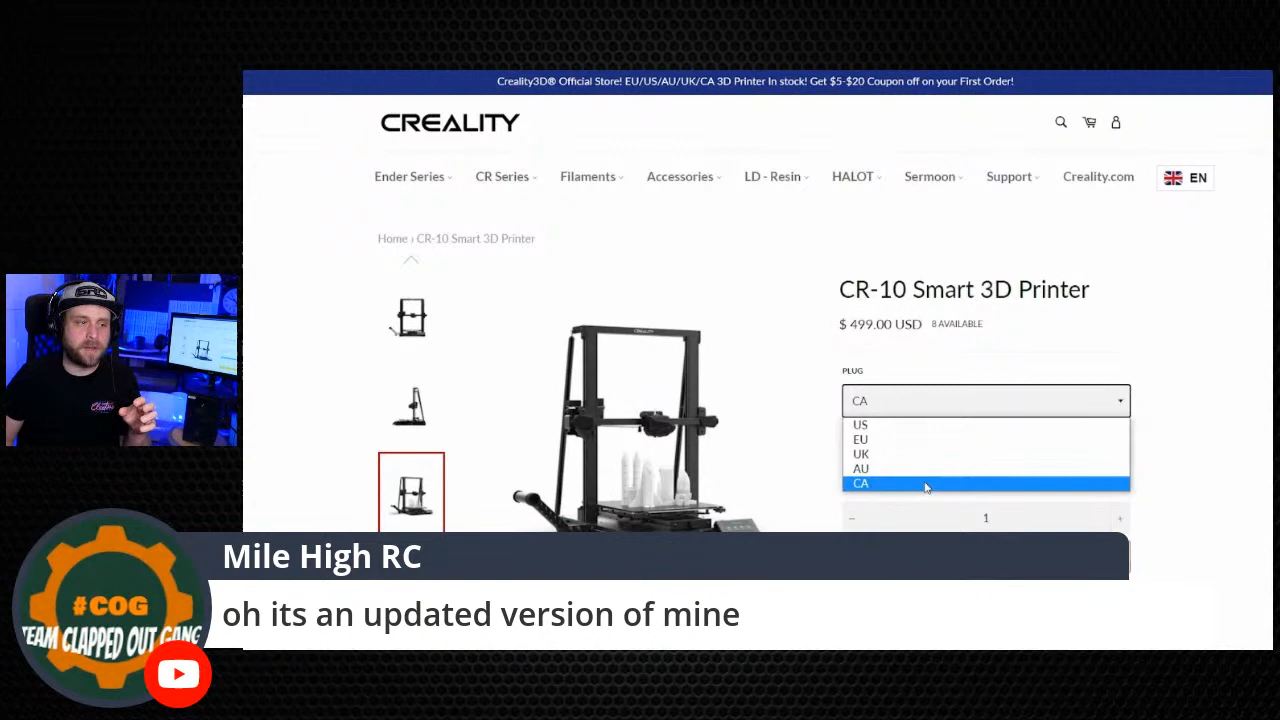 Creality3D® Official Store! EU/US/AU/UK/CA 3D Printer In stock! Get $5-$20 Coupon off on your First Order!
CREALITY
Ender Series CR Series Filaments Accessories LD - Resin HALOT Sermoon Support Creality.com EN
Home › CR-10 Smart 3D Printer
CR-10 Smart 3D Printer
$ 499.00 USD 8 AVAILABLE
PLUG
CA
US
EU
UK
AU
CA
− 1 +
CREALITY
SRC
Mile High RC
oh its an updated version of mine
#COG
TEAM CLAPPED OUT GANG